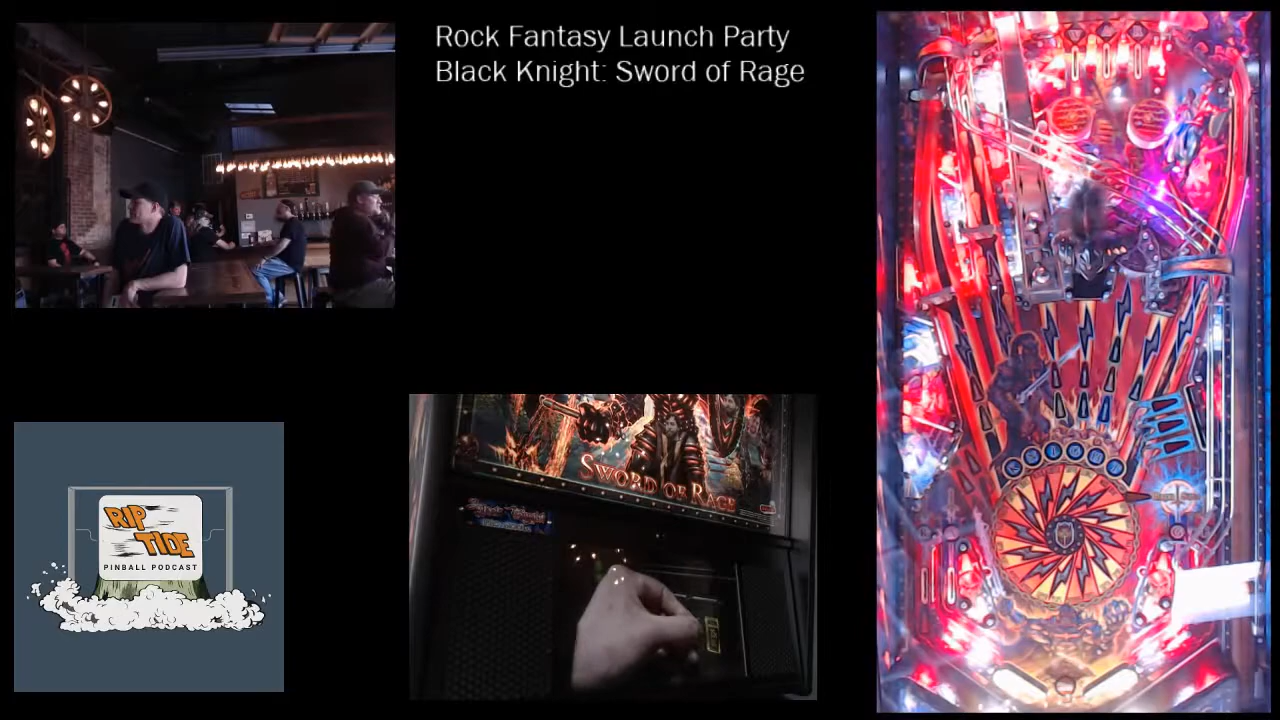 Rock Fantasy Launch Party
Black Knight: Sword of Rage
RIP
TIDE
PINBALL PODCAST
SWORD OF RAGE